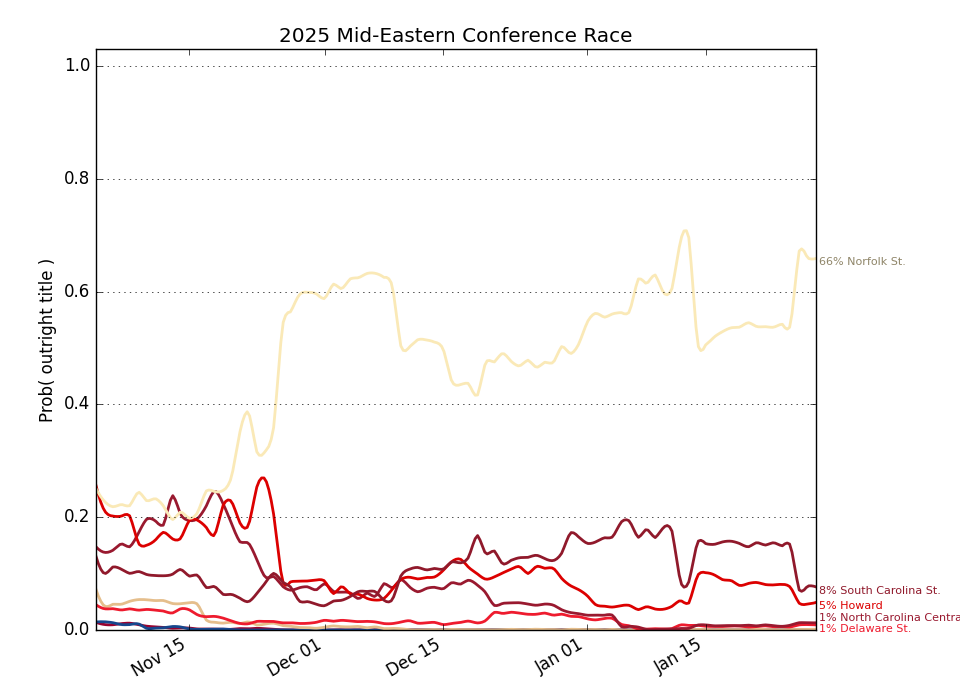 2025 Mid-Eastern Conference Race
1.0
0.8
0.6
0.4
0.2
0.0
Prob( outright title )
66% Norfolk St.
8% South Carolina St.
5% Howard
1% North Carolina Centra
1% Delaware St.
Nov 15
Dec 01
Dec 15
Jan 01
Jan 15